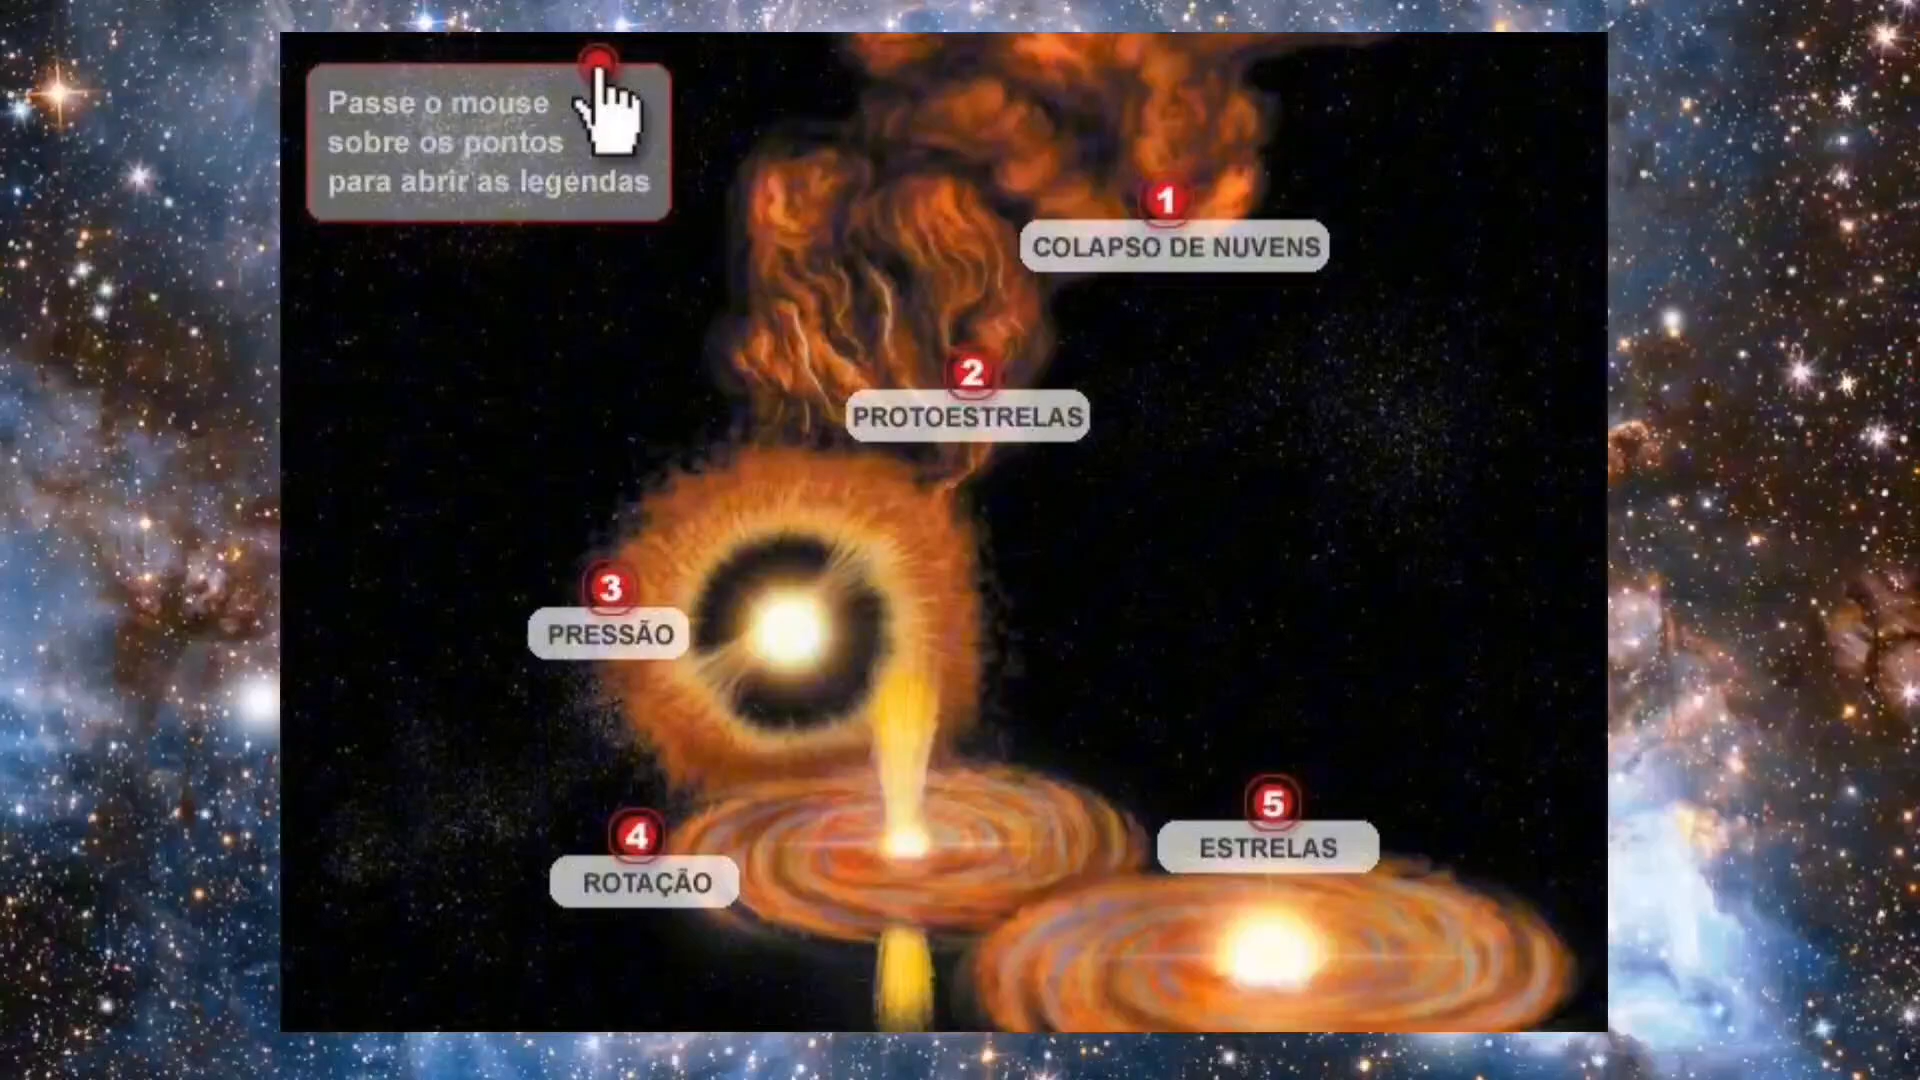 Passe o mouse
sobre os pontos
para abrir as legendas
1
COLAPSO DE NUVENS
2
PROTOESTRELAS
3
PRESSÃO
4
ROTAÇÃO
5
ESTRELAS